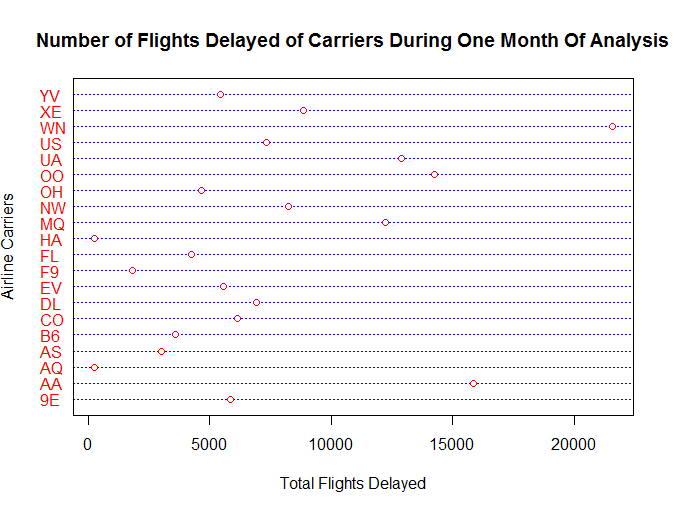 Number of Flights Delayed of Carriers During One Month Of Analysis
YV
XE
WN
US
UA
OO
OH
NW
MQ
HA
FL
F9
EV
DL
CO
B6
AS
AQ
AA
9E
Airline Carriers
0 5000 10000 15000 20000
Total Flights Delayed